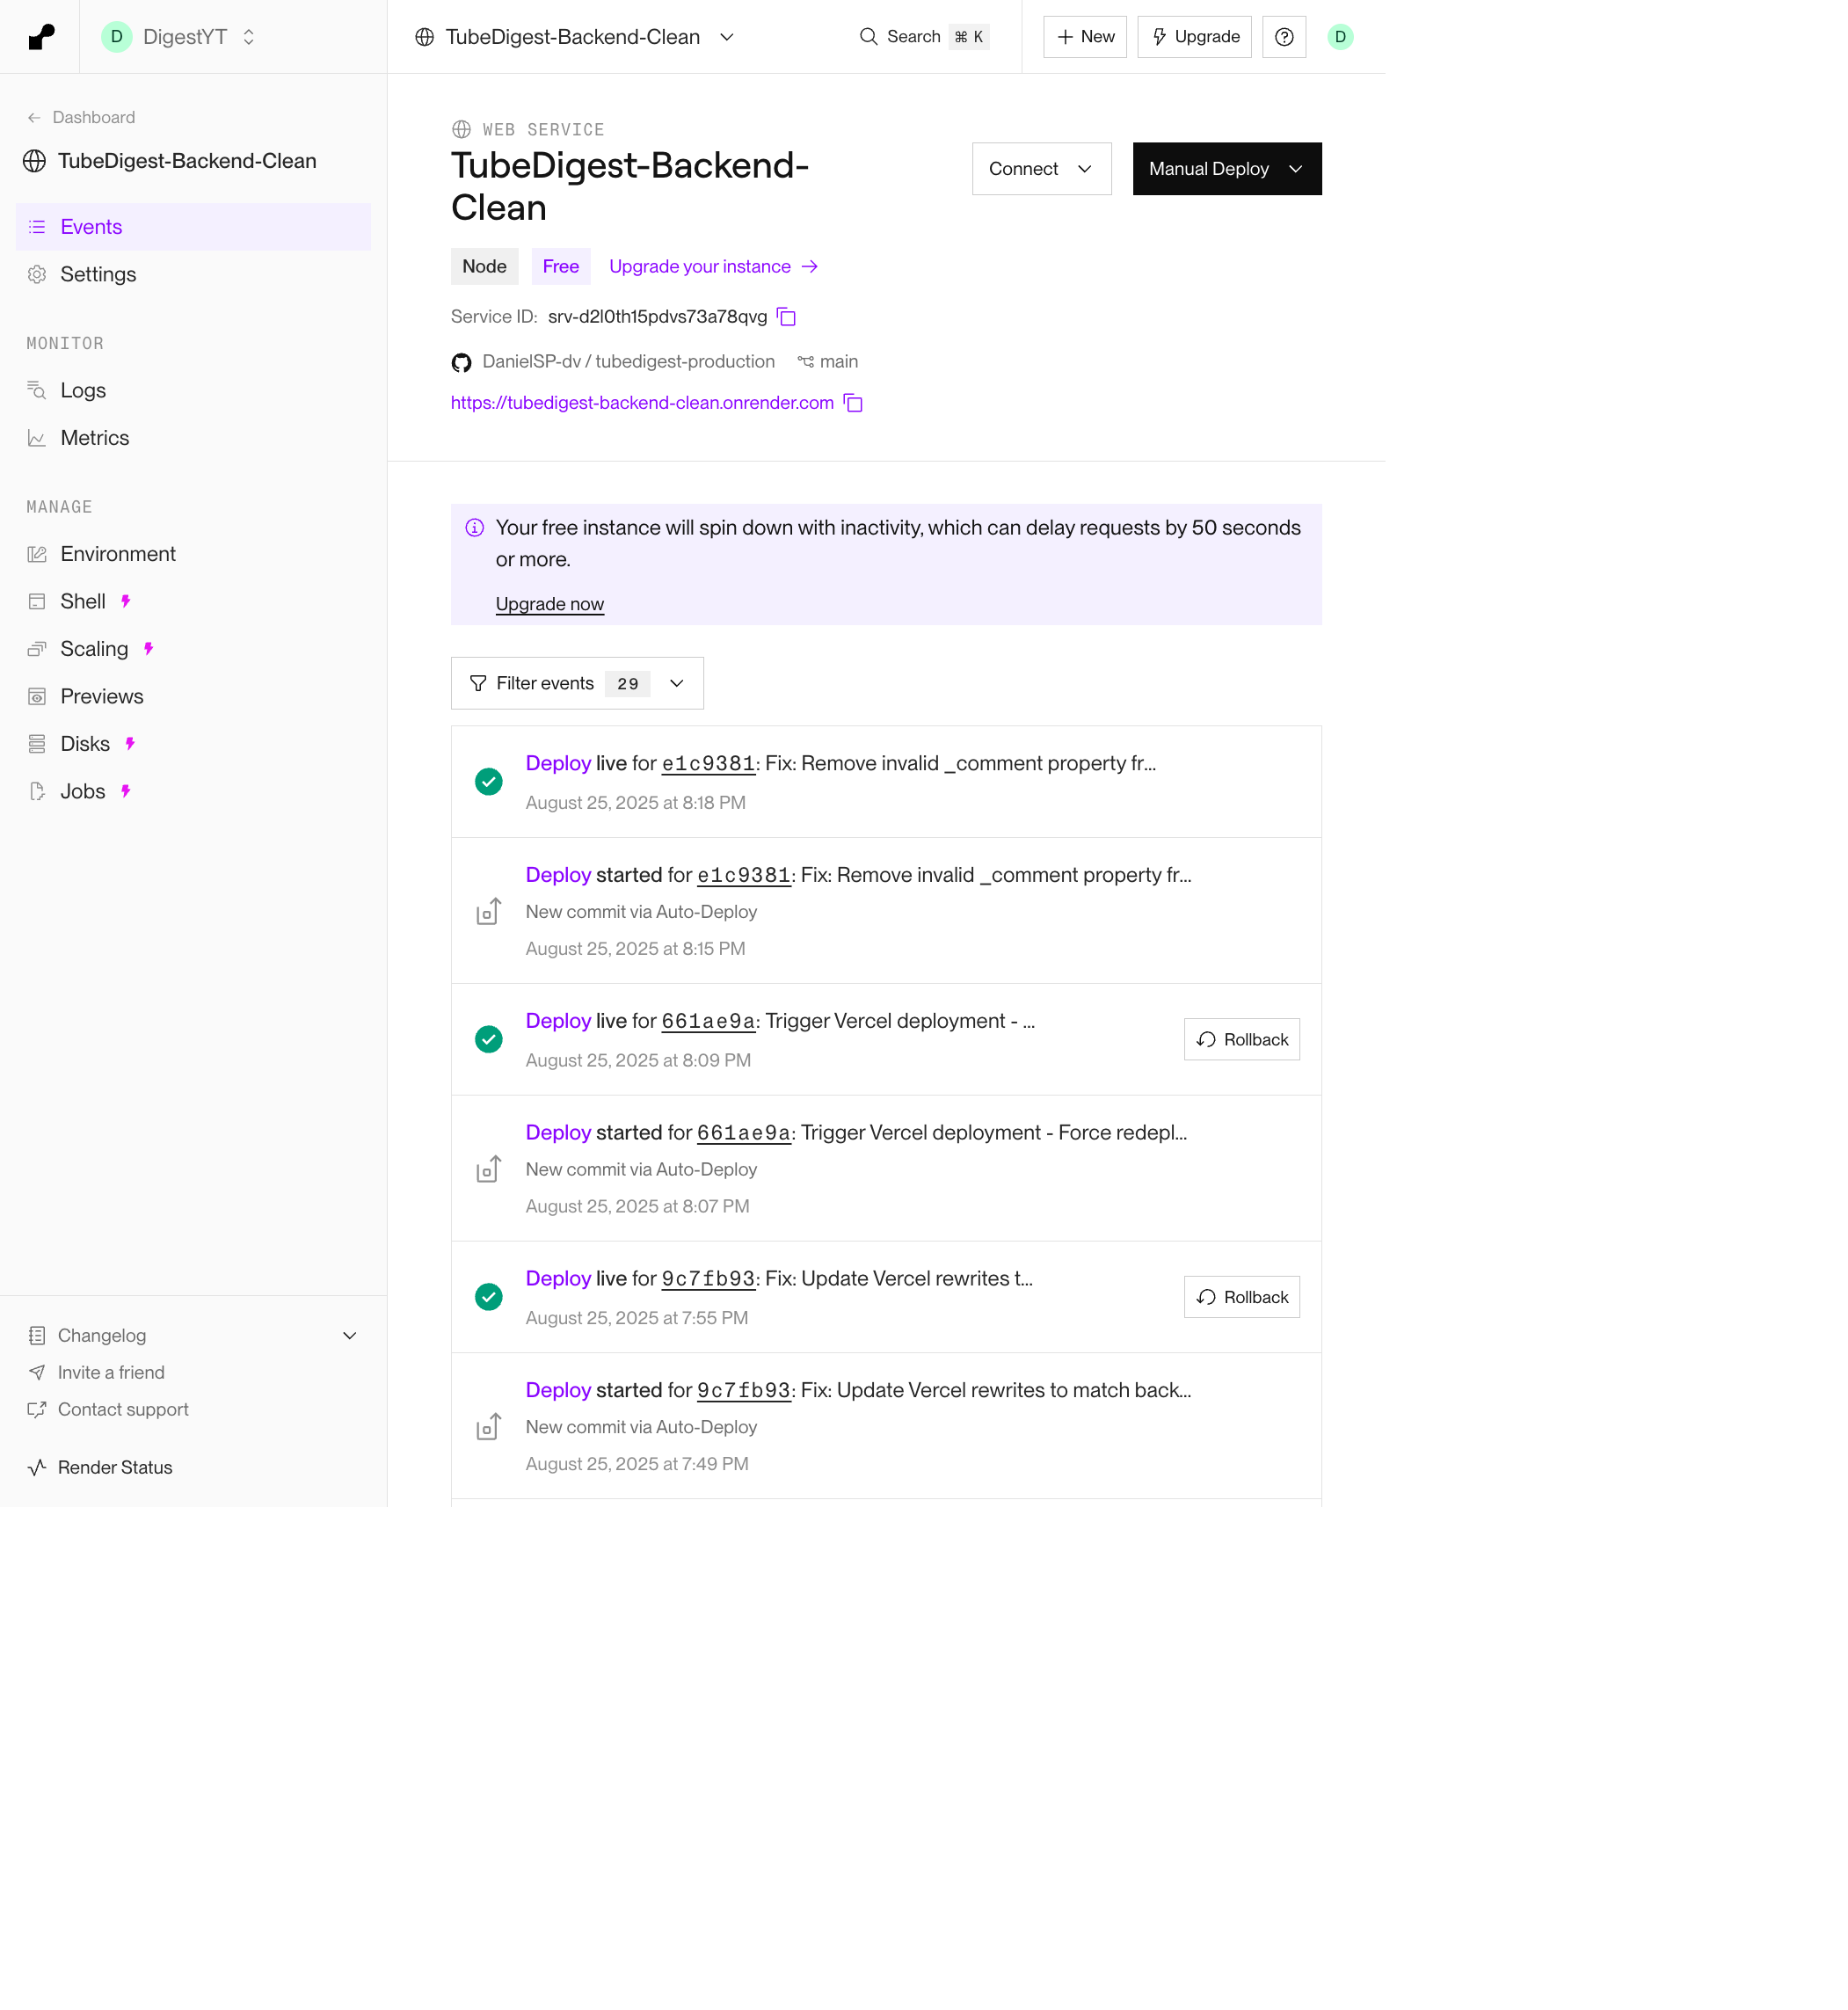 D DigestYT
TubeDigest-Backend-Clean
Search ⌘ K
New
Upgrade
D
Dashboard
TubeDigest-Backend-Clean
Events
Settings
MONITOR
Logs
Metrics
MANAGE
Environment
Shell
Scaling
Previews
Disks
Jobs
Changelog
Invite a friend
Contact support
Render Status
WEB SERVICE
TubeDigest-Backend-
Clean
Connect
Manual Deploy
Node Free Upgrade your instance
Service ID: srv-d2l0th15pdvs73a78qvg
DanielSP-dv / tubedigest-production main
https://tubedigest-backend-clean.onrender.com
Your free instance will spin down with inactivity, which can delay requests by 50 seconds
or more.
Upgrade now
Filter events 29
Deploy live for e1c9381: Fix: Remove invalid _comment property fr...
August 25, 2025 at 8:18 PM
Deploy started for e1c9381: Fix: Remove invalid _comment property fr...
New commit via Auto-Deploy
August 25, 2025 at 8:15 PM
Deploy live for 661ae9a: Trigger Vercel deployment - ...
August 25, 2025 at 8:09 PM
Rollback
Deploy started for 661ae9a: Trigger Vercel deployment - Force redepl...
New commit via Auto-Deploy
August 25, 2025 at 8:07 PM
Deploy live for 9c7fb93: Fix: Update Vercel rewrites t...
August 25, 2025 at 7:55 PM
Rollback
Deploy started for 9c7fb93: Fix: Update Vercel rewrites to match back...
New commit via Auto-Deploy
August 25, 2025 at 7:49 PM